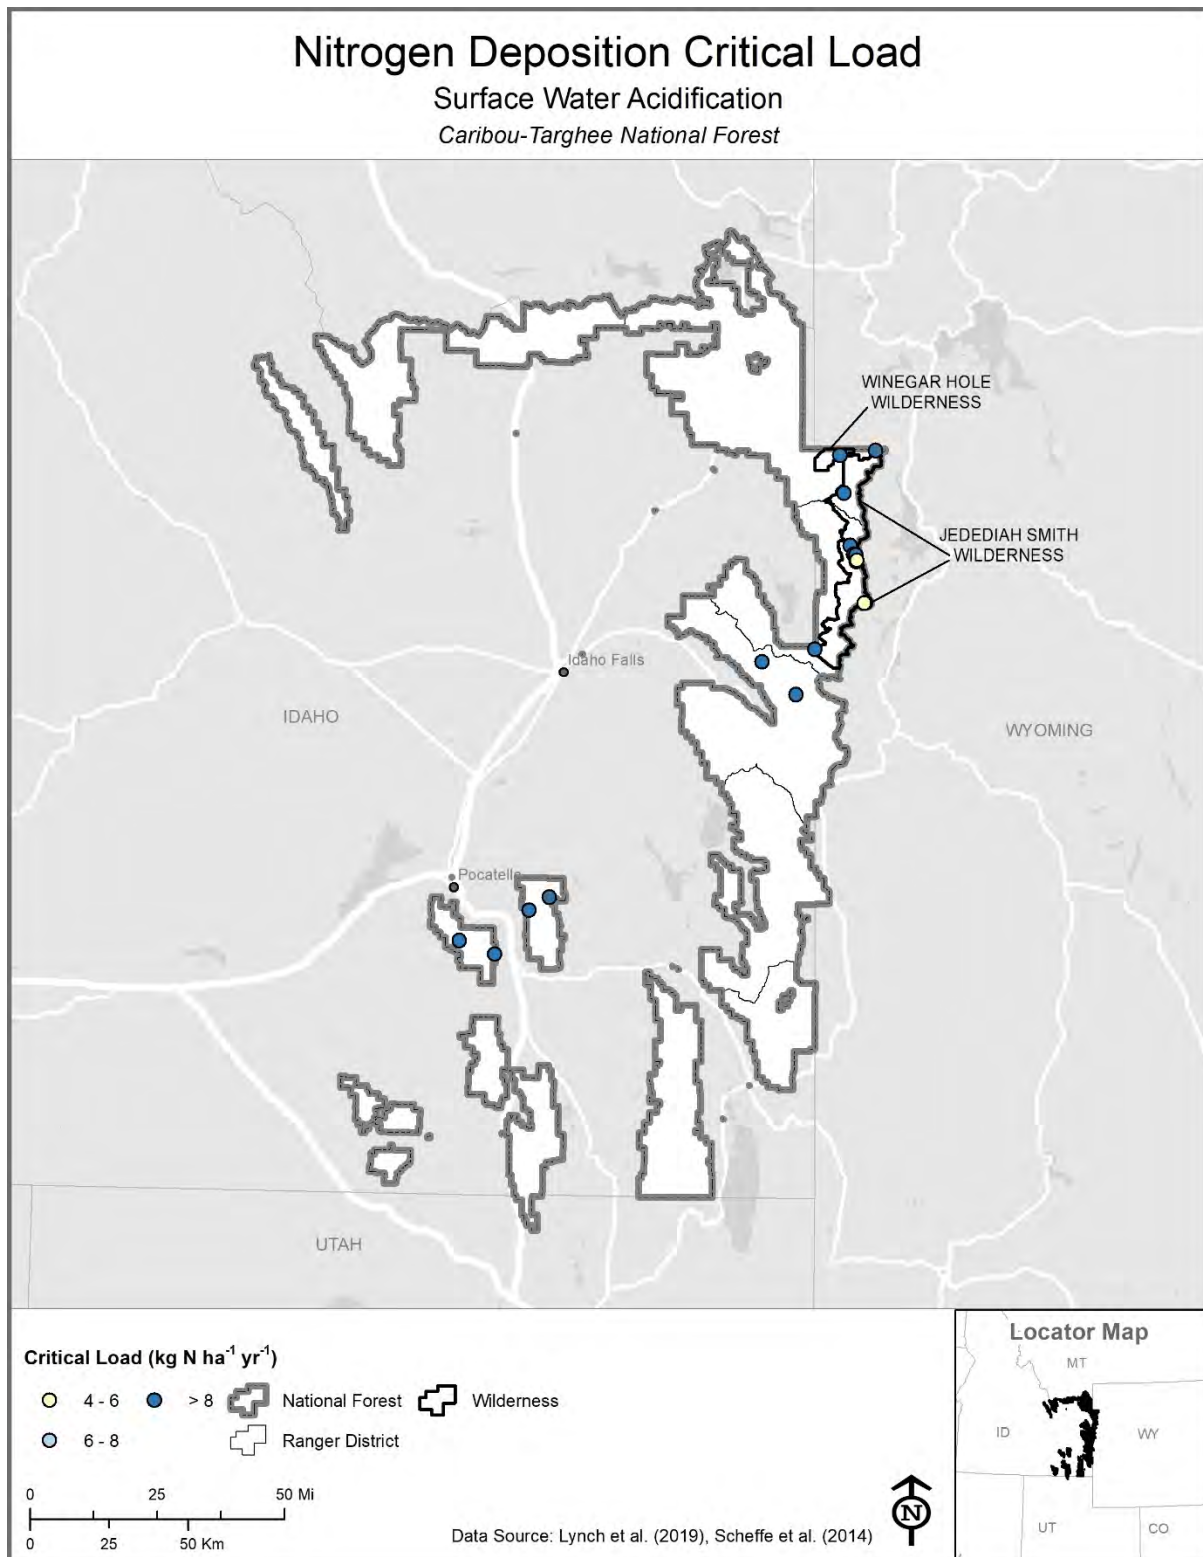 Nitrogen Deposition Critical Load
Surface Water Acidification
Caribou-Targhee National Forest
WINEGAR HOLE
WILDERNESS
JEDEDIAH SMITH
WILDERNESS
Idaho Falls
IDAHO
WYOMING
Pocatello
UTAH
Critical Load (kg N ha⁻¹ yr⁻¹)
4 - 6
> 8
National Forest
Wilderness
6 - 8
Ranger District
0 25 50 Mi
0 25 50 Km
N
Data Source: Lynch et al. (2019), Scheffe et al. (2014)
Locator Map
MT
ID
WY
UT
CO